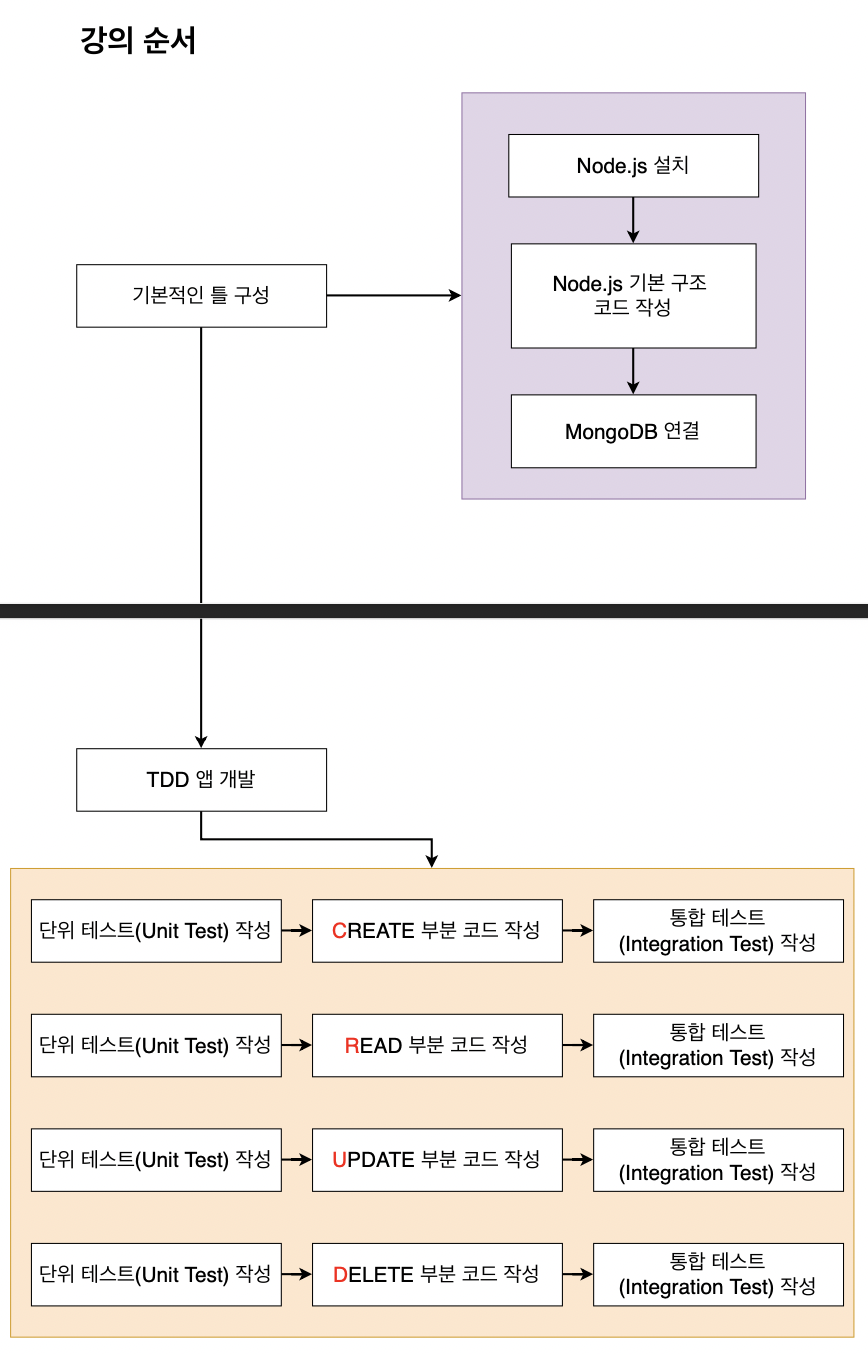 강의 순서
Node.js 설치
기본적인 틀 구성
Node.js 기본 구조
코드 작성
MongoDB 연결
TDD 앱 개발
단위 테스트(Unit Test) 작성
CREATE 부분 코드 작성
통합 테스트
(Integration Test) 작성
단위 테스트(Unit Test) 작성
READ 부분 코드 작성
통합 테스트
(Integration Test) 작성
단위 테스트(Unit Test) 작성
UPDATE 부분 코드 작성
통합 테스트
(Integration Test) 작성
단위 테스트(Unit Test) 작성
DELETE 부분 코드 작성
통합 테스트
(Integration Test) 작성